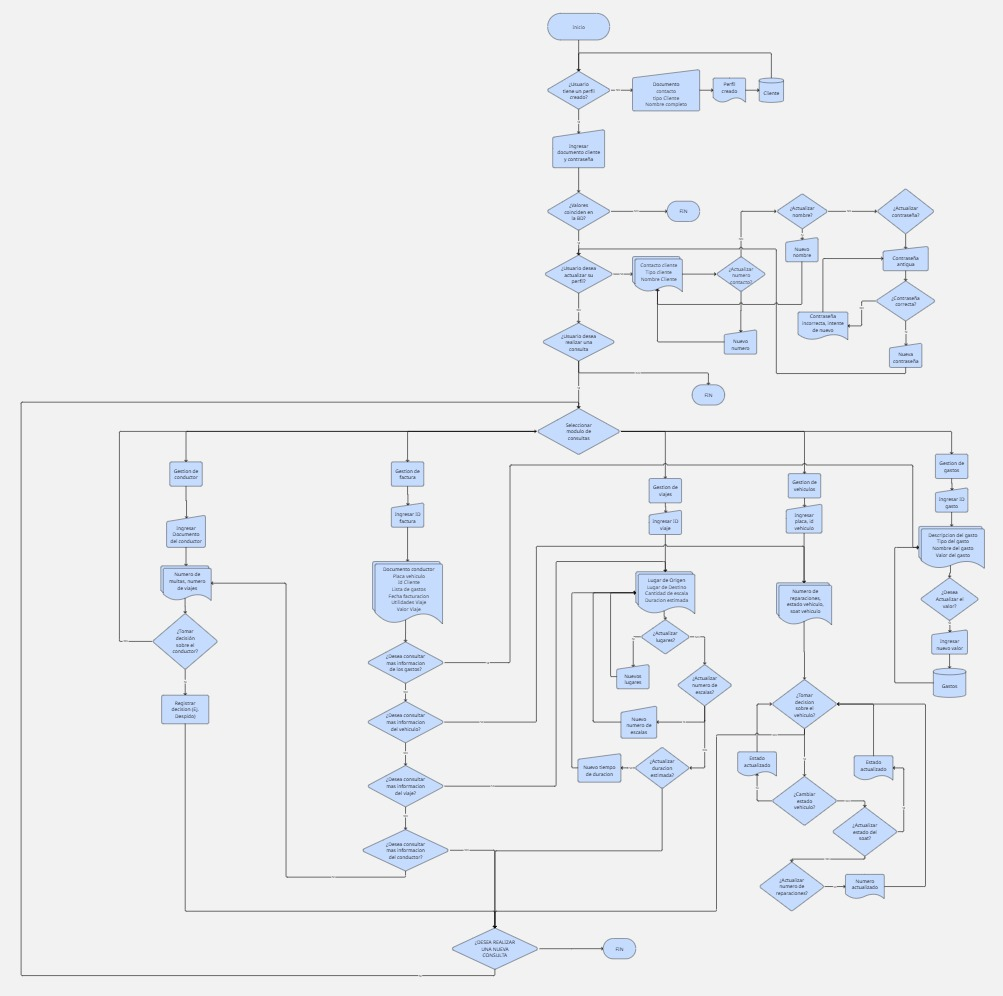 Inicio
¿Usuario
tiene un perfil
creado?
Documento
contacto
tipo Cliente
Nombre completo
Perfil
creado
Cliente
Ingresar
documento cliente
y contraseña
¿Valores
coinciden en
la BD?
FIN
¿Actualizar
nombre?
¿Actualizar
contraseña?
Nuevo
nombre
Contraseña
antigua
¿Usuario desea
actualizar su
perfil?
Contacto cliente
Tipo cliente
Nombre Cliente
¿Actualizar
numero
contacto?
¿Contraseña
correcta?
Contraseña
incorrecta, intente
de nuevo
Nuevo
numero
Nueva
contraseña
¿Usuario desea
realizar una
consulta
FIN
Seleccionar
modulo de
consultas
Gestion de
conductor
Gestion de
factura
Gestion de
viajes
Gestion de
vehiculos
Gestion de
gastos
Ingresar
Documento
del conductor
Ingresar ID
factura
Ingresar ID
viaje
Ingresar
placa, id
vehiculo
Ingresar ID
gasto
Numero de
multas, numero
de viajes
Documento conductor
Placa vehiculo
Id Cliente
Lista de gastos
Fecha facturacion
Utilidades Viaje
Valor Viaje
Lugar de Origen
Lugar de Destino
Cantidad de escala
Duracion estimada
Numero de
reparaciones,
estado vehiculo,
soat vehiculo
Descripcion del gasto
Tipo del gasto
Nombre del gasto
Valor del gasto
¿Desea
Actualizar el
valor?
Ingresar
nuevo valor
Gastos
¿Tomar
decisión
sobre el
conductor?
Registrar
decision (Ej.
Despido)
¿Desea consultar
mas informacion
de los gastos?
¿Desea consultar
mas informacion
del vehiculo?
¿Desea consultar
mas informacion
del viaje?
¿Desea consultar
mas informacion
del conductor?
¿Actualizar
lugares?
Nuevos
lugares
¿Actualizar
numero de
escalas?
Nuevo
numero de
escalas
¿Actualizar
duracion
estimada?
Nuevo tiempo
de duracion
¿Tomar
decision
sobre el
vehiculo?
Estado
actualizado
Estado
actualizado
¿Cambiar
estado
vehiculo?
¿Actualizar
estado del
soat?
¿Actualizar
numero de
reparaciones?
Numero
actualizado
¿DESEA REALIZAR
UNA NUEVA
CONSULTA
FIN